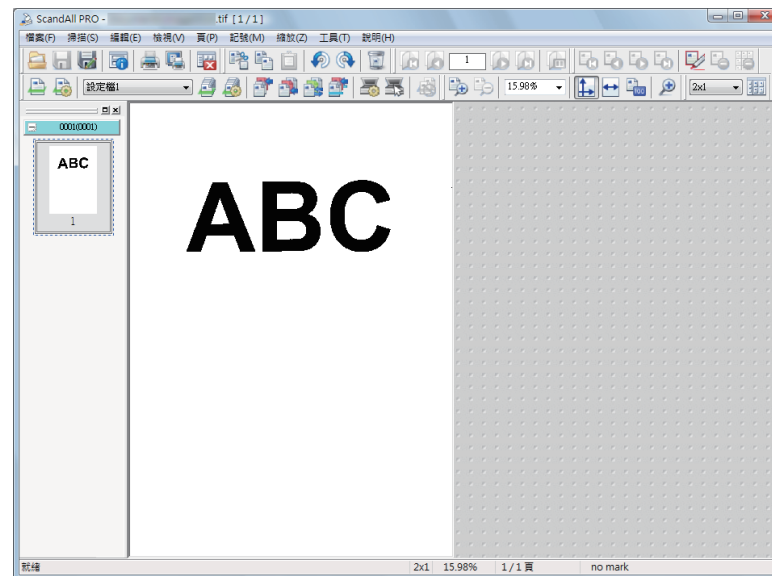 ScandAll PRO - .tif [1/1]
檔案(F) 掃描(S) 編輯(E) 檢視(V) 頁(P) 記號(M) 縮放(Z) 工具(T) 說明(H)
1
設定檔1 15.98% 2x1
0001(0001)
ABC
1
ABC
就緒 2x1 15.98% 1/1頁 no mark